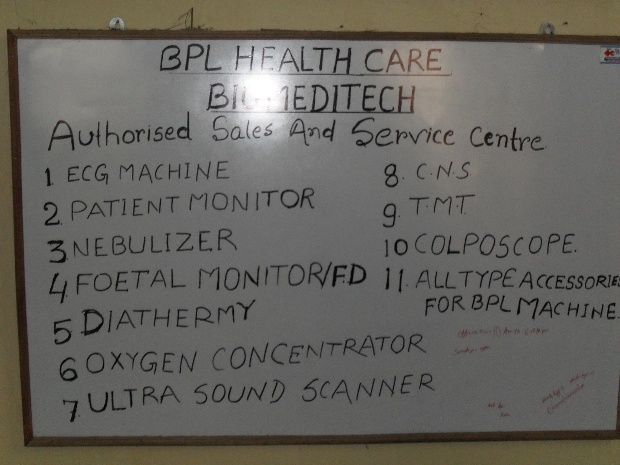 BPL HEALTH CARE
BIOMEDITECH
Authorised Sales And Service Centre
1 ECG MACHINE
2. PATIENT MONITOR
3 NEBULIZER
4 FOETAL MONITOR/F.D
5 DIATHERMY
6 OXYGEN CONCENTRATOR
7. ULTRA SOUND SCANNER
8. C.N.S
9. T.M.T.
10 COLPOSCOPE.
11. ALL TYPE ACCESSORIES
FOR BPL MACHINE.